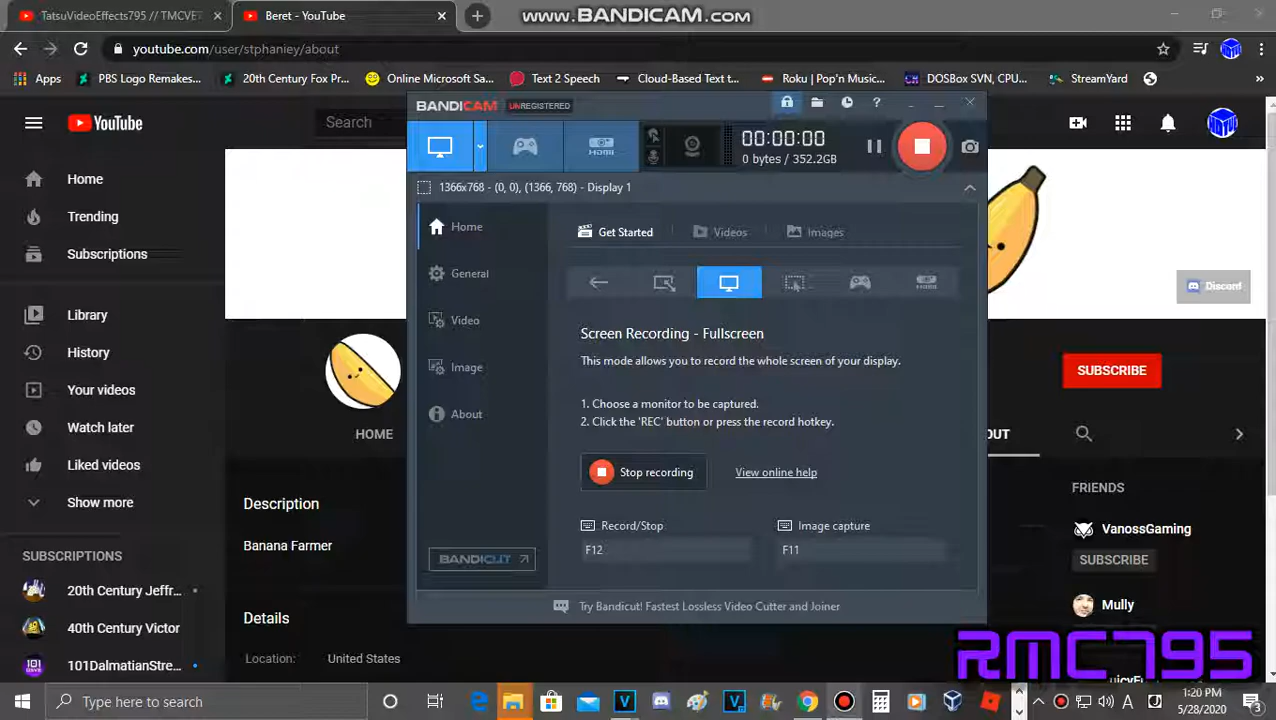 TatsuVideoEffects795 // TMCVE
Beret - YouTube
www.BANDICAM.COM
youtube.com/user/stphaniey/about
Apps
PBS Logo Remakes...
20th Century Fox Pr...
Online Microsoft Sa...
Text 2 Speech
Cloud-Based Text t...
Roku | Pop'n Music...
DOSBox SVN, CPU...
StreamYard
»
YouTube
Search
BANDICAM
UNREGISTERED
HDMI
00:00:00
0 bytes / 352.2GB
1366x768 - (0, 0), (1366, 768) - Display 1
Home
Trending
Subscriptions
Library
History
Your videos
Watch later
Liked videos
Show more
SUBSCRIPTIONS
20th Century Jeffr...
40th Century Victor
101DalmatianStre...
Home
General
Video
Image
About
BANDICUT
Get Started
Videos
Images
Screen Recording - Fullscreen
This mode allows you to record the whole screen of your display.
1. Choose a monitor to be captured.
2. Click the 'REC' button or press the record hotkey.
Stop recording
View online help
Record/Stop
Image capture
F12
F11
Try Bandicut! Fastest Lossless Video Cutter and Joiner
Discord
SUBSCRIBE
HOME
OUT
Description
Banana Farmer
Details
Location:
United States
FRIENDS
VanossGaming
SUBSCRIBE
Mully
RMC795
Type here to search
1:20 PM
5/28/2020